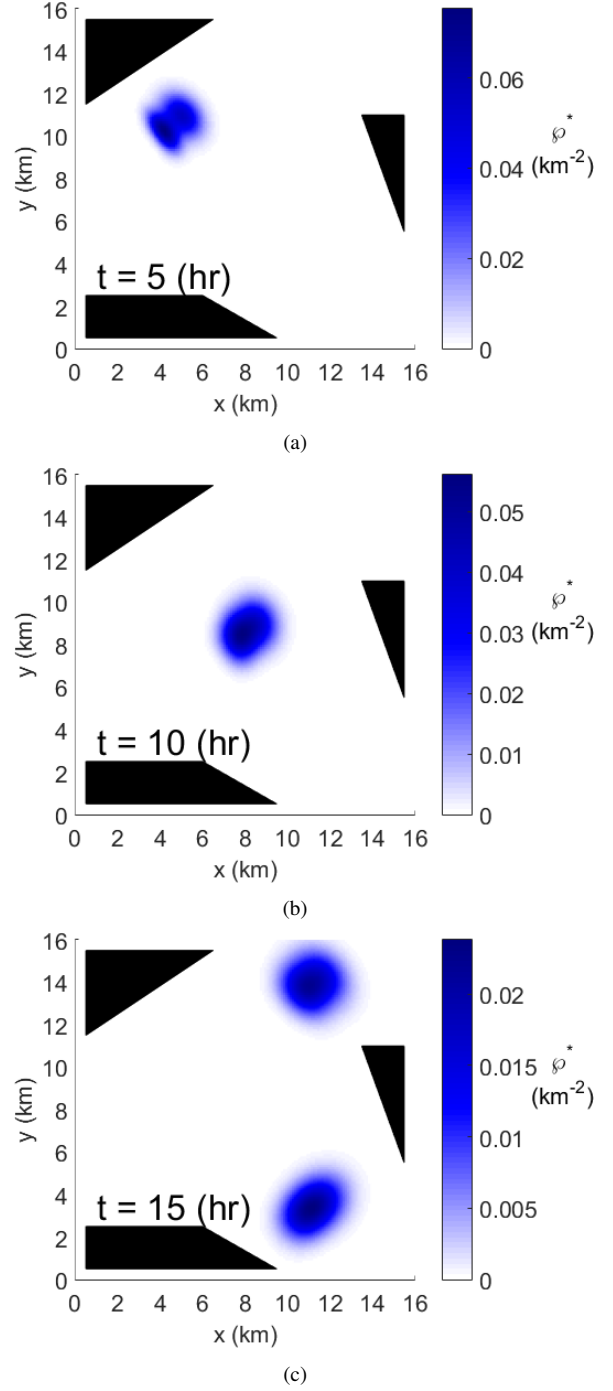 16
14
12
10
8
6
4
2
0
y (km)
t = 5 (hr)
0 2 4 6 8 10 12 14 16
x (km)
0.06
0.04
0.02
0
℘*
(km-2)
(a)
16
14
12
10
8
6
4
2
0
y (km)
t = 10 (hr)
0 2 4 6 8 10 12 14 16
x (km)
0.05
0.04
0.03
0.02
0.01
0
℘*
(km-2)
(b)
16
14
12
10
8
6
4
2
0
y (km)
t = 15 (hr)
0 2 4 6 8 10 12 14 16
x (km)
0.02
0.015
0.01
0.005
0
℘*
(km-2)
(c)